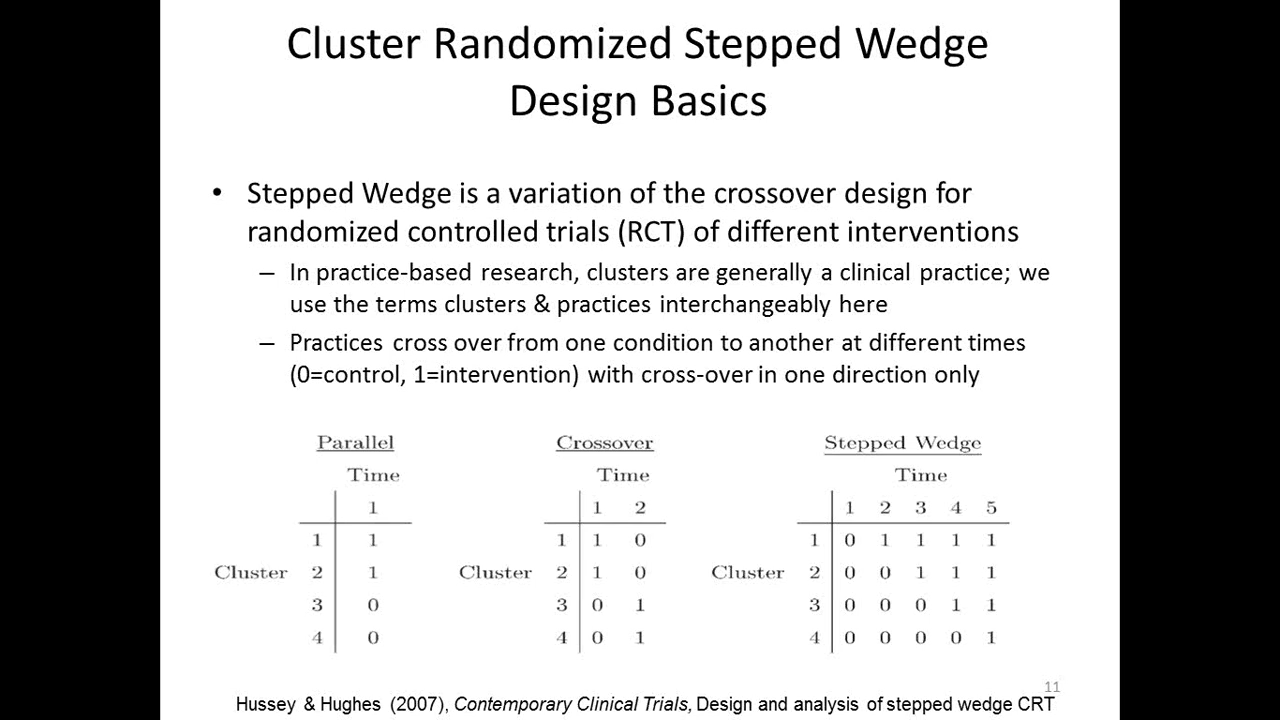 Cluster Randomized Stepped Wedge
Design Basics
• Stepped Wedge is a variation of the crossover design for
randomized controlled trials (RCT) of different interventions
– In practice-based research, clusters are generally a clinical practice; we
use the terms clusters & practices interchangeably here
– Practices cross over from one condition to another at different times
(0=control, 1=intervention) with cross-over in one direction only
Parallel
Time
1
1 1
Cluster 2 1
3 0
4 0
Crossover
Time
1 2
1 1 0
Cluster 2 1 0
3 0 1
4 0 1
Stepped Wedge
Time
1 2 3 4 5
1 0 1 1 1 1
Cluster 2 0 0 1 1 1
3 0 0 0 1 1
4 0 0 0 0 1
11
Hussey & Hughes (2007), Contemporary Clinical Trials, Design and analysis of stepped wedge CRT